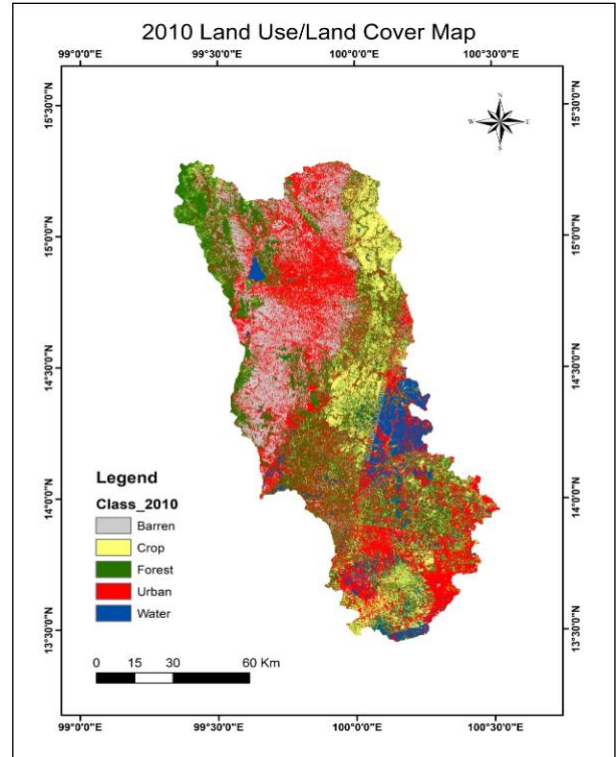 2010 Land Use/Land Cover Map
99°0'0"E 99°30'0"E 100°0'0"E 100°30'0"E
15°30'0"N 15°30'0"N
N
W E
S
15°0'0"N 15°0'0"N
14°30'0"N 14°30'0"N
14°0'0"N 14°0'0"N
13°30'0"N 13°30'0"N
Legend
Class_2010
Barren
Crop
Forest
Urban
Water
0 15 30 60 Km
99°0'0"E 99°30'0"E 100°0'0"E 100°30'0"E